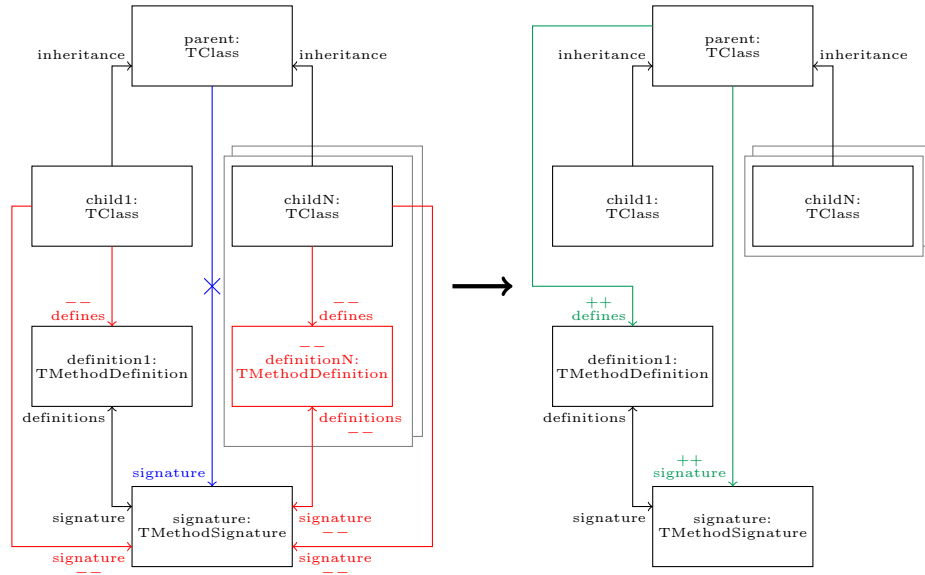 parent:
TClass
inheritance
inheritance
child1:
TClass
childN:
TClass
−−
defines
−−
defines
definition1:
TMethodDefinition
−−
definitionN:
TMethodDefinition
definitions
definitions
−−
signature
signature
signature
−−
signature:
TMethodSignature
signature
−−
signature
−−
parent:
TClass
inheritance
inheritance
child1:
TClass
childN:
TClass
++
defines
definition1:
TMethodDefinition
definitions
++
signature
signature
signature:
TMethodSignature